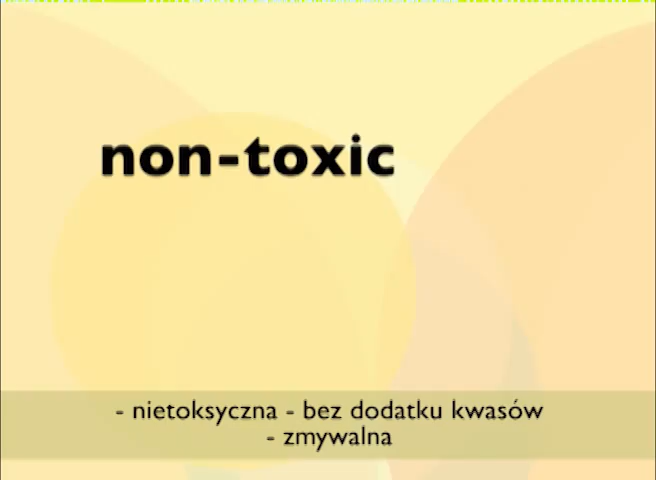 non-toxic
- nietoksyczna - bez dodatku kwasów
- zmywalna